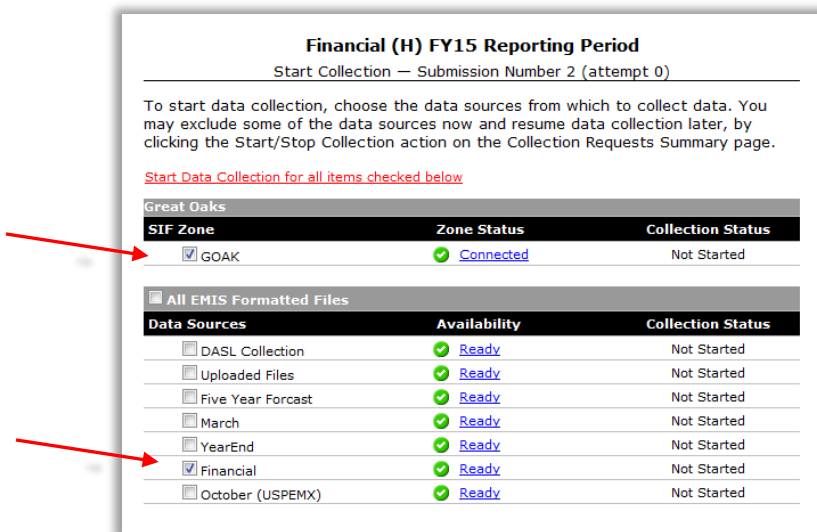 Financial (H) FY15 Reporting Period
Start Collection — Submission Number 2 (attempt 0)
To start data collection, choose the data sources from which to collect data. You
may exclude some of the data sources now and resume data collection later, by
clicking the Start/Stop Collection action on the Collection Requests Summary page.
Start Data Collection for all items checked below
Great Oaks
SIF Zone Zone Status Collection Status
GOAK Connected Not Started
All EMIS Formatted Files
Data Sources Availability Collection Status
DASL Collection Ready Not Started
Uploaded Files Ready Not Started
Five Year Forcast Ready Not Started
March Ready Not Started
YearEnd Ready Not Started
Financial Ready Not Started
October (USPEMX) Ready Not Started